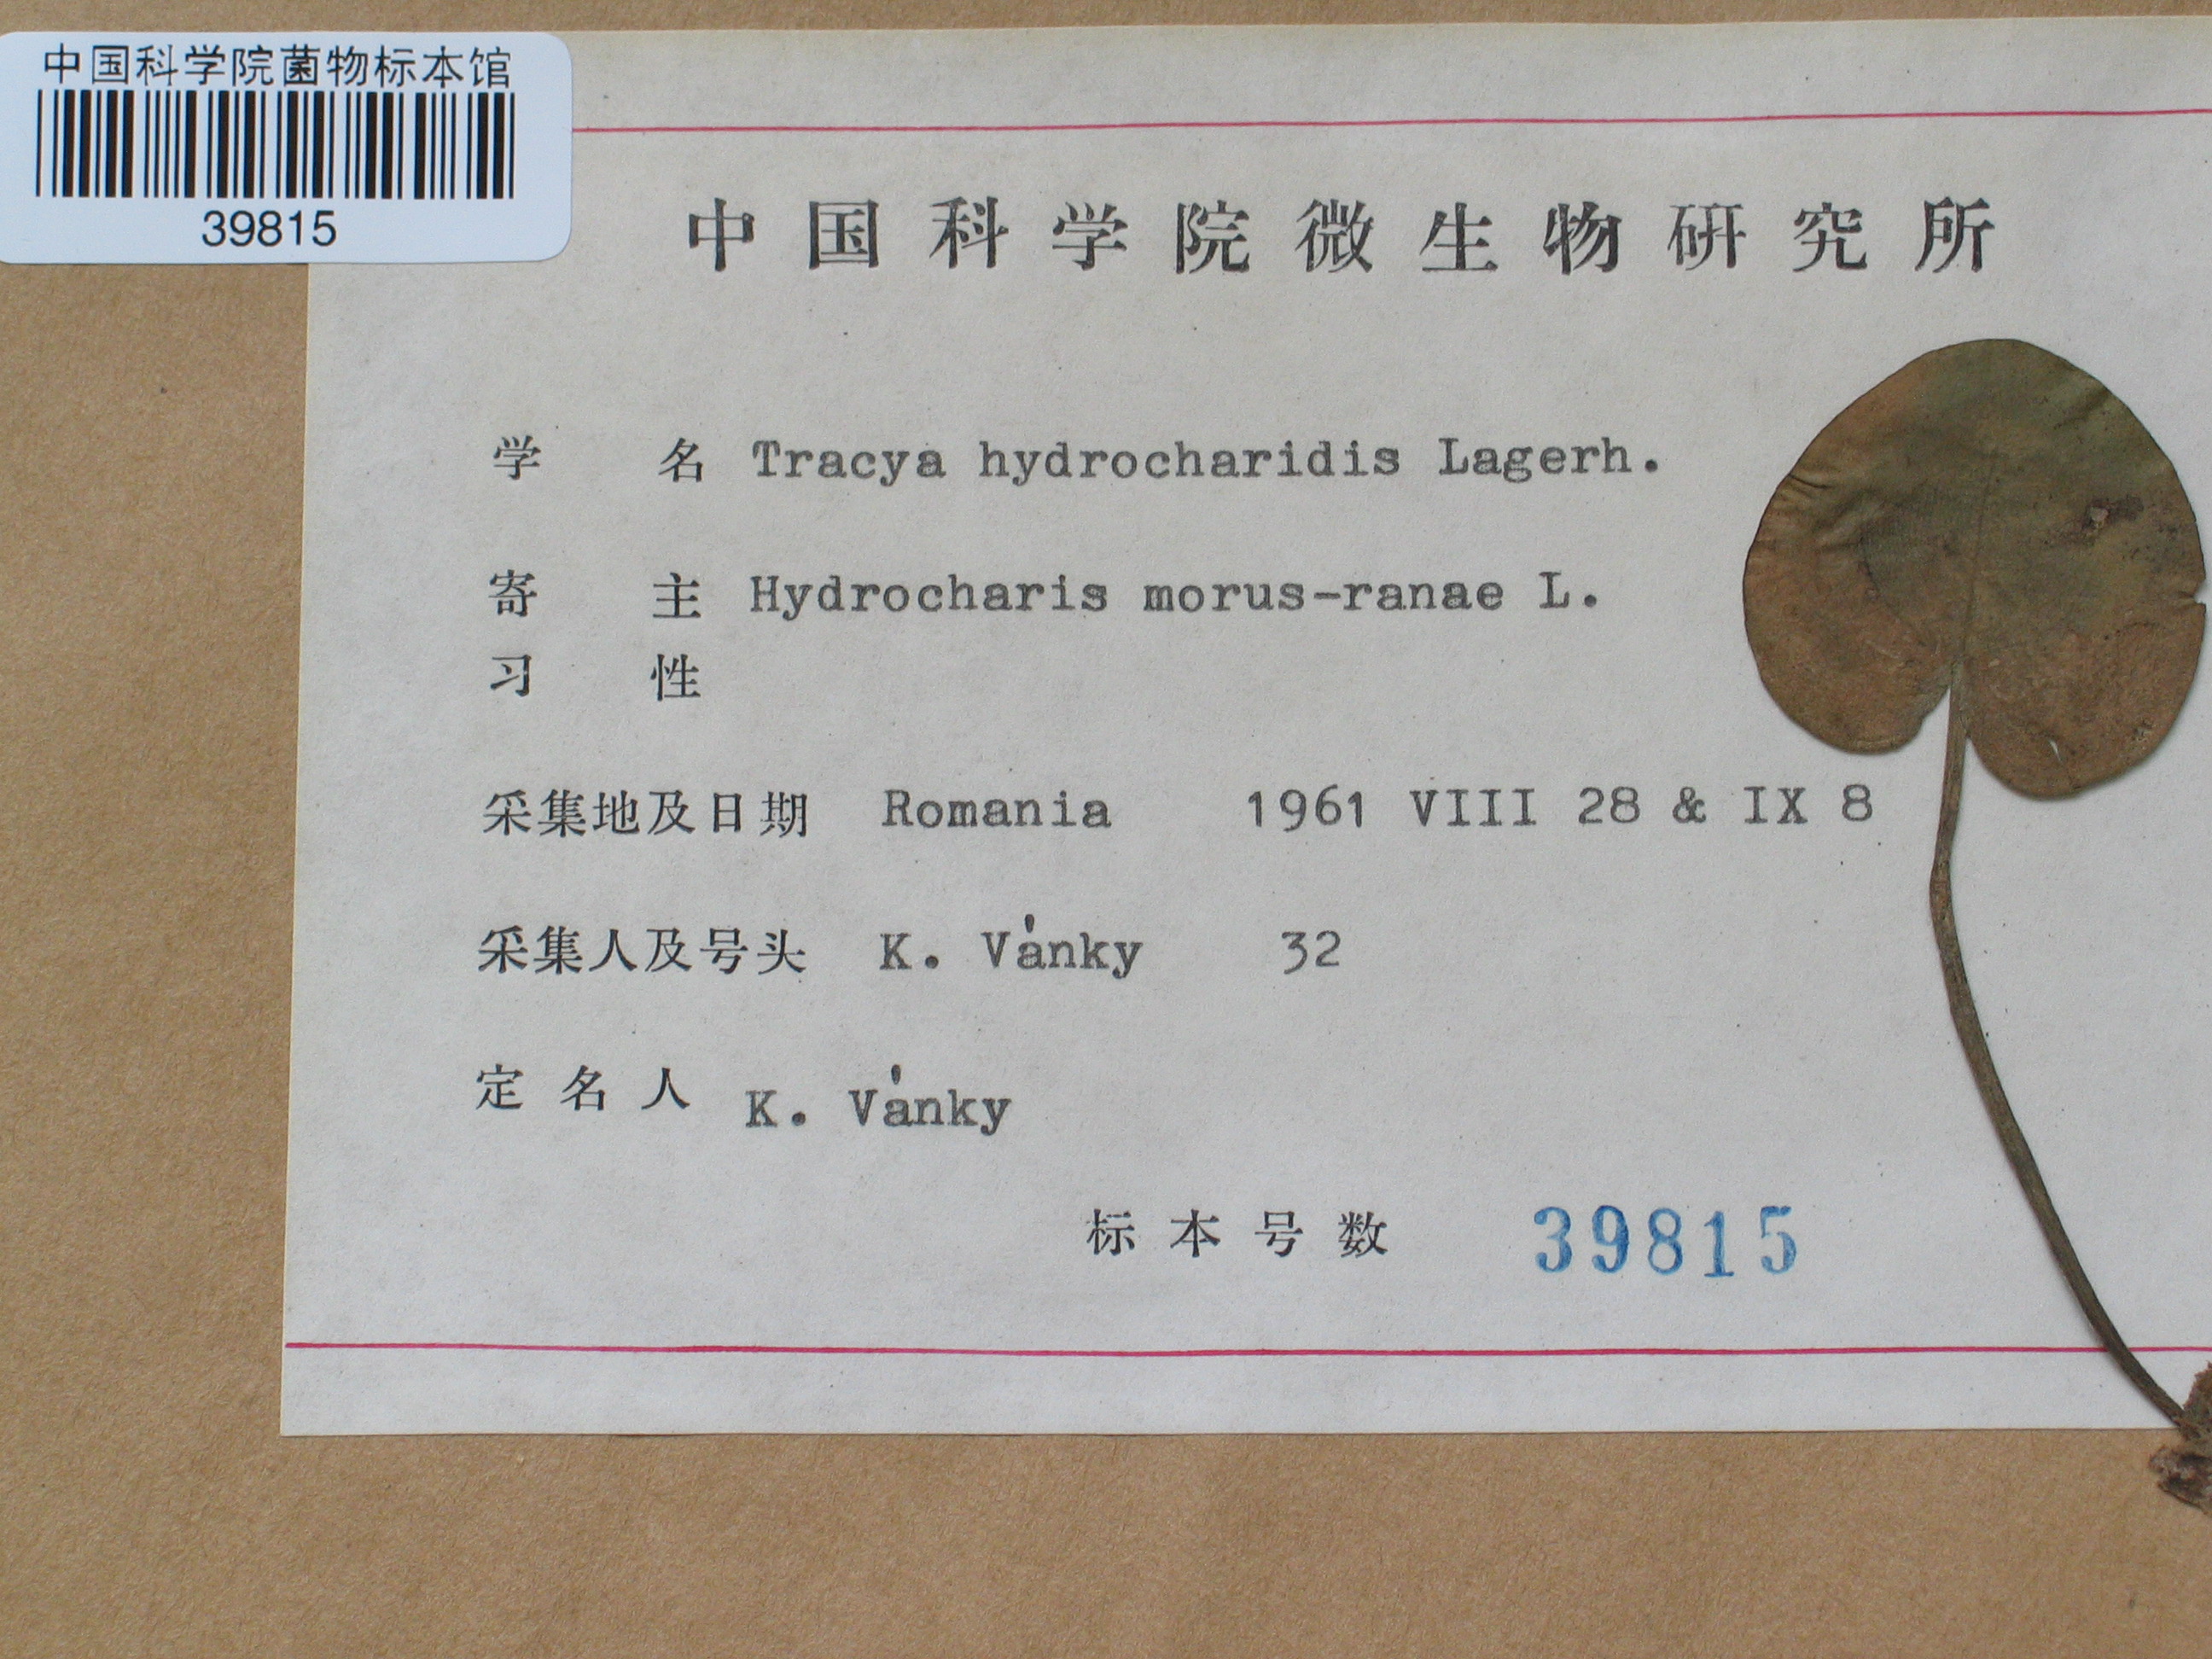 中国科学院菌物标本馆
39815
中国科学院微生物研究所
学名 Tracya hydrocharidis Lagerh.
寄主 Hydrocharis morus-ranae L.
习性
采集地及日期 Romania 1961 VIII 28 & IX 8
采集人及号头 K. Vánky 32
定名人 K. Vánky
标本号数 39815